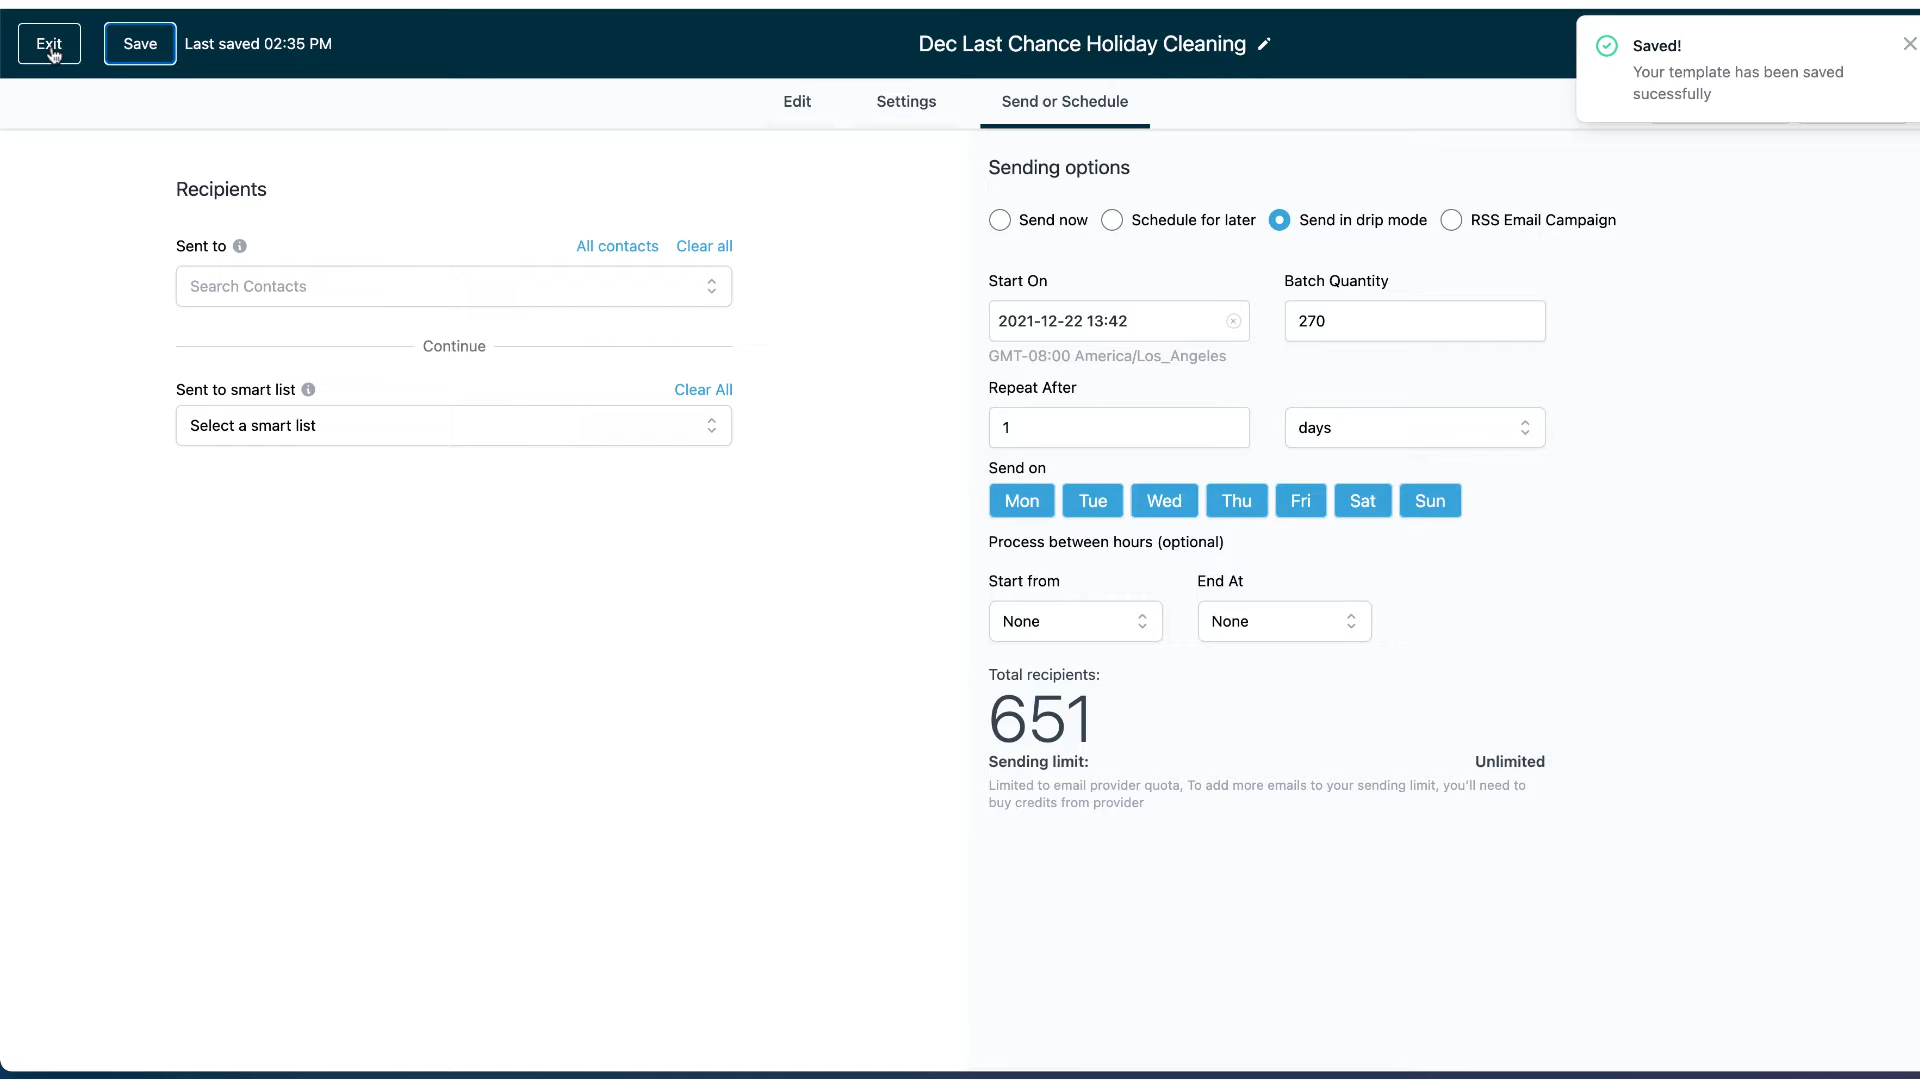 Exit
Save
Last saved 02:35 PM
Dec Last Chance Holiday Cleaning
Saved!
Your template has been saved
sucessfully
Edit
Settings
Send or Schedule
Recipients
Sent to
All contacts
Clear all
Search Contacts
Continue
Sent to smart list
Clear All
Select a smart list
Sending options
Send now
Schedule for later
Send in drip mode
RSS Email Campaign
Start On
Batch Quantity
2021-12-22 13:42
270
GMT-08:00 America/Los_Angeles
Repeat After
1
days
Send on
Mon
Tue
Wed
Thu
Fri
Sat
Sun
Process between hours (optional)
Start from
End At
None
None
Total recipients:
651
Sending limit:
Unlimited
Limited to email provider quota, To add more emails to your sending limit, you'll need to
buy credits from provider